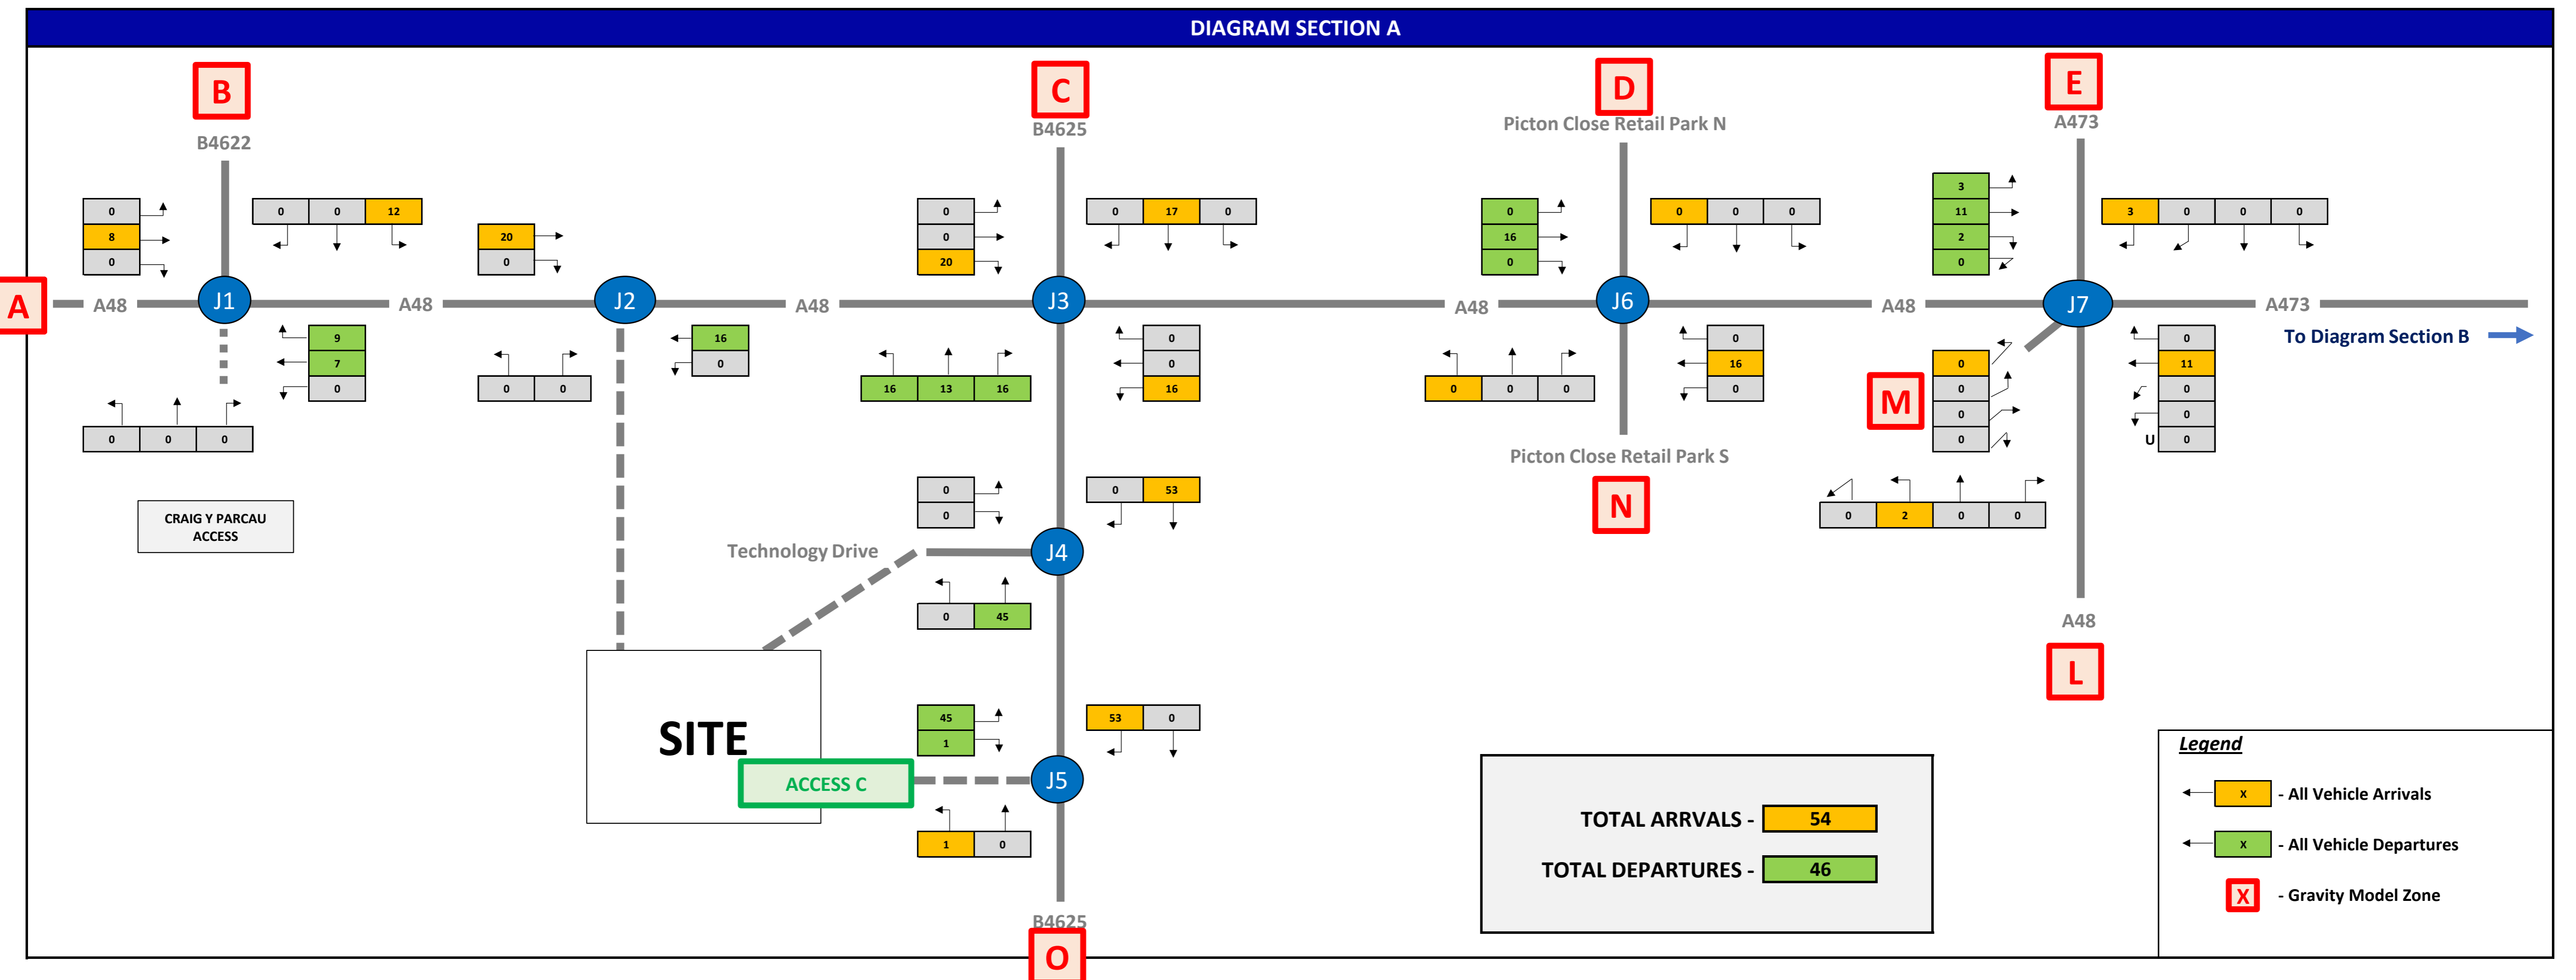 DIAGRAM SECTION A
B
C
D
E
B4622
B4625
Picton Close Retail Park N
A473
3
0 0 0 12
0 0 17 0
0 11 0 0 0
3 0 0 0
8 20 0 16 2
0 0 20 0 0
A A48 J1 A48 J2 A48 J3 A48 J6 A48 J7 A473
To Diagram Section B
9 16 0 0 0
7 0 0 16 0 11
0 0 0 16 13 16 16 0 0 0 0 M 0 0
0 0
0 0 0 0 U 0
Picton Close Retail Park S
N
0 0 53
0
0 2 0 0
CRAIG Y PARCAU
ACCESS
Technology Drive J4
0 45
A48
L
SITE
45 53 0
1
ACCESS C J5
1 0
TOTAL ARRVALS - 54
TOTAL DEPARTURES - 46
Legend
x - All Vehicle Arrivals
x - All Vehicle Departures
X - Gravity Model Zone
B4625
O